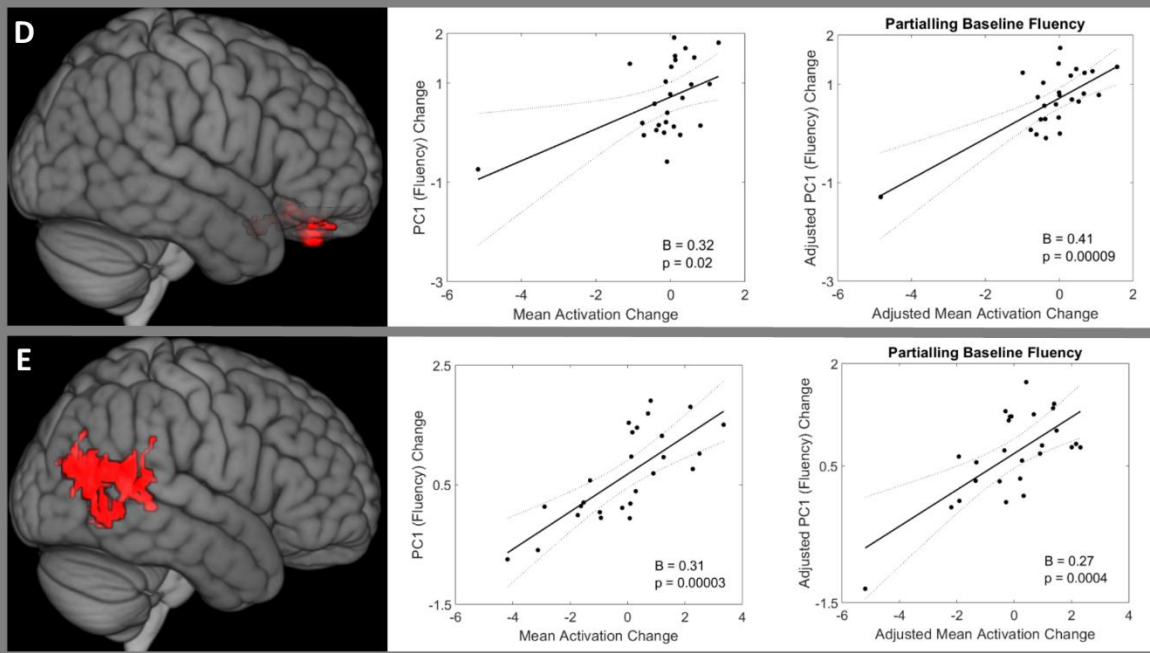 D
PC1 (Fluency) Change
2
1
-1
-3
-6
-4
-2
0
2
Mean Activation Change
B = 0.32
p = 0.02
Partialling Baseline Fluency
Adjusted PC1 (Fluency) Change
2
1
-1
-3
-6
-4
-2
0
2
Adjusted Mean Activation Change
B = 0.41
p = 0.00009
E
PC1 (Fluency) Change
2.5
0.5
-1.5
-6
-4
-2
0
2
4
Mean Activation Change
B = 0.31
p = 0.00003
Partialling Baseline Fluency
Adjusted PC1 (Fluency) Change
2
0.5
-1.5
-6
-4
-2
0
2
4
Adjusted Mean Activation Change
B = 0.27
p = 0.0004